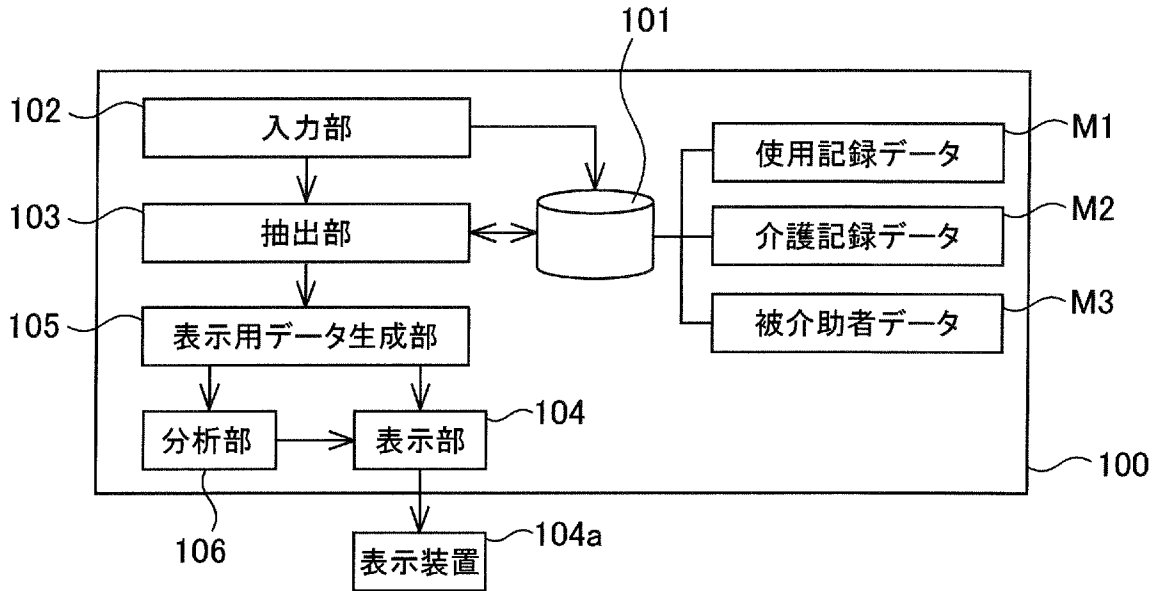 101
102
入力部
M1
使用記録データ
103
抽出部
M2
介護記録データ
105
表示用データ生成部
M3
被介助者データ
分析部
表示部
104
100
106
表示装置
104a